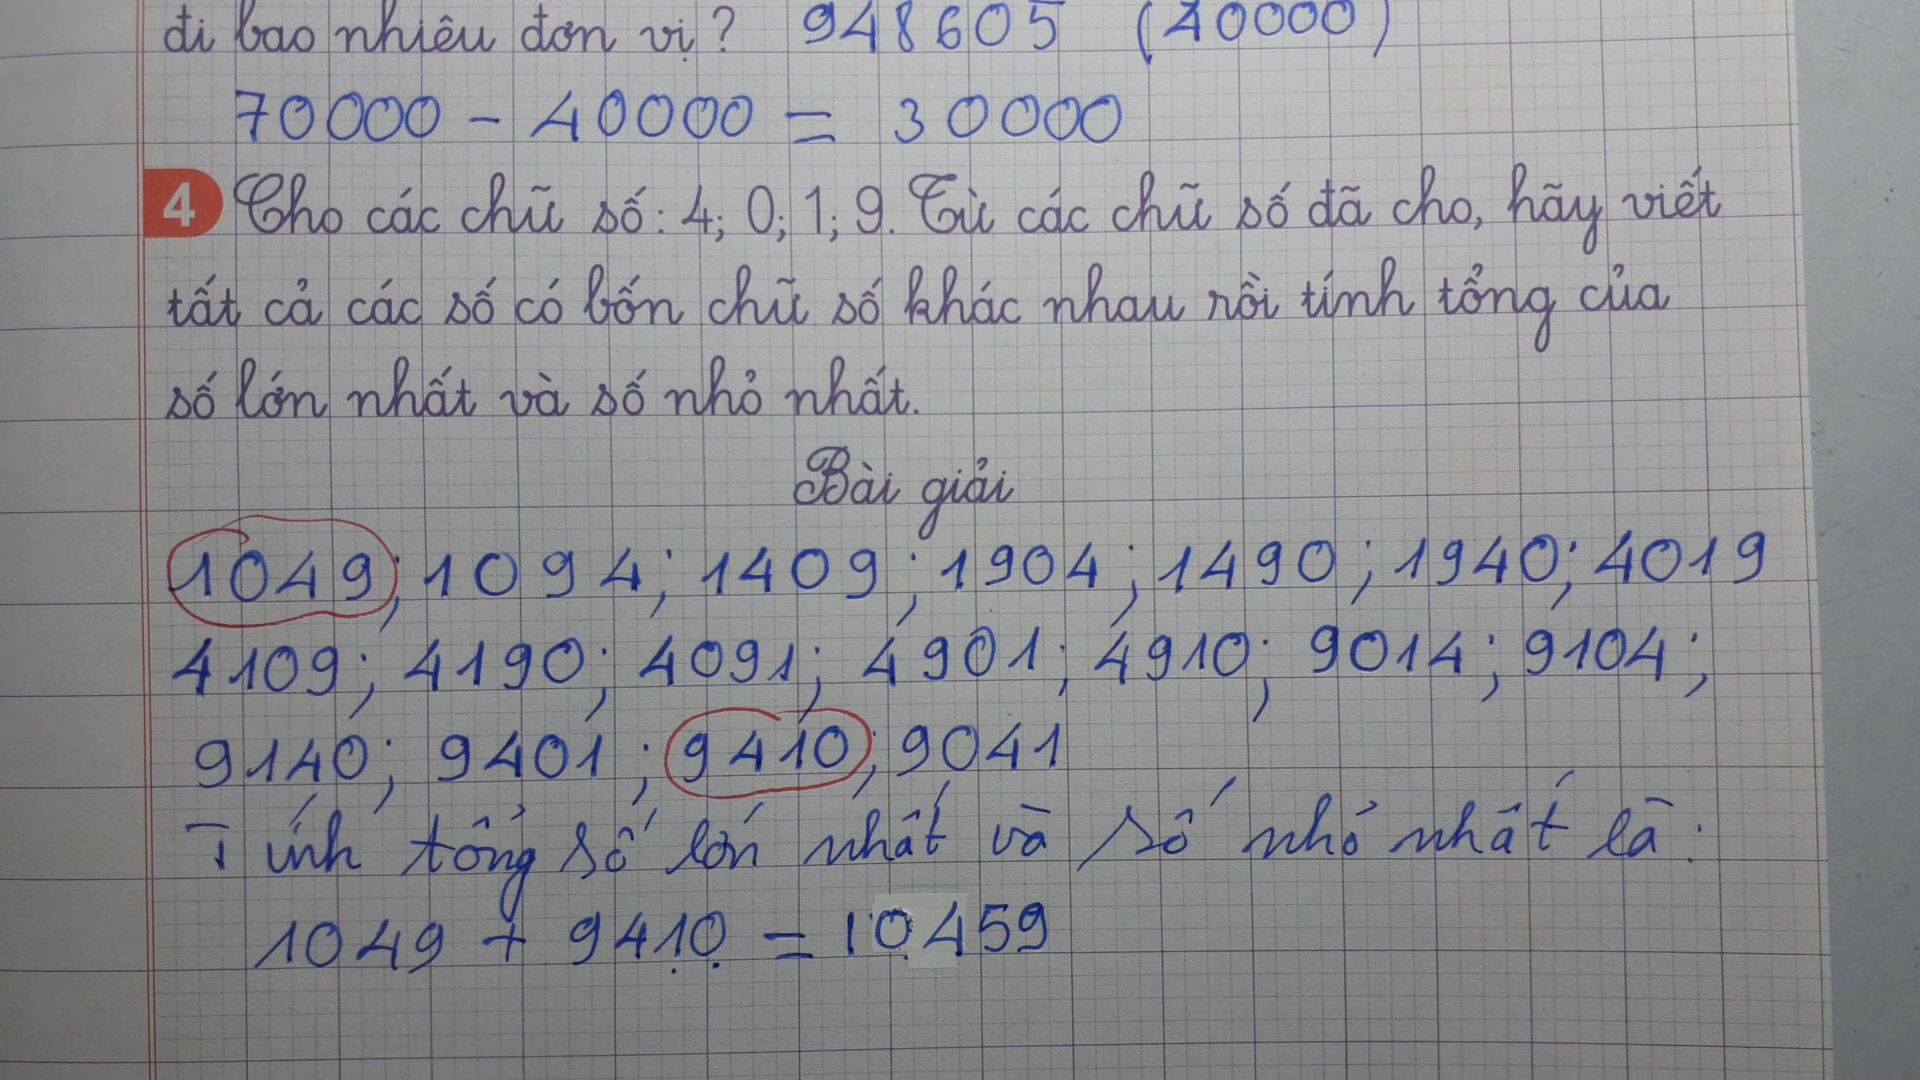 đi bao nhiêu đơn vị? 948605 (40000)
70000 - 40000 = 30000
4 Cho các chữ số: 4; 0; 1; 9. Từ các chữ số đã cho, hãy viết
tất cả các số có bốn chữ số khác nhau rồi tính tổng của
số lớn nhất và số nhỏ nhất.
Bài giải
1049; 1094; 1409; 1904; 1490; 1940; 4019
4109; 4190; 4091; 4901; 4910; 9014; 9104;
9140; 9401; 9410; 9041
Tính tổng số lớn nhất và số nhỏ nhất là:
1049 + 9410 = 10459